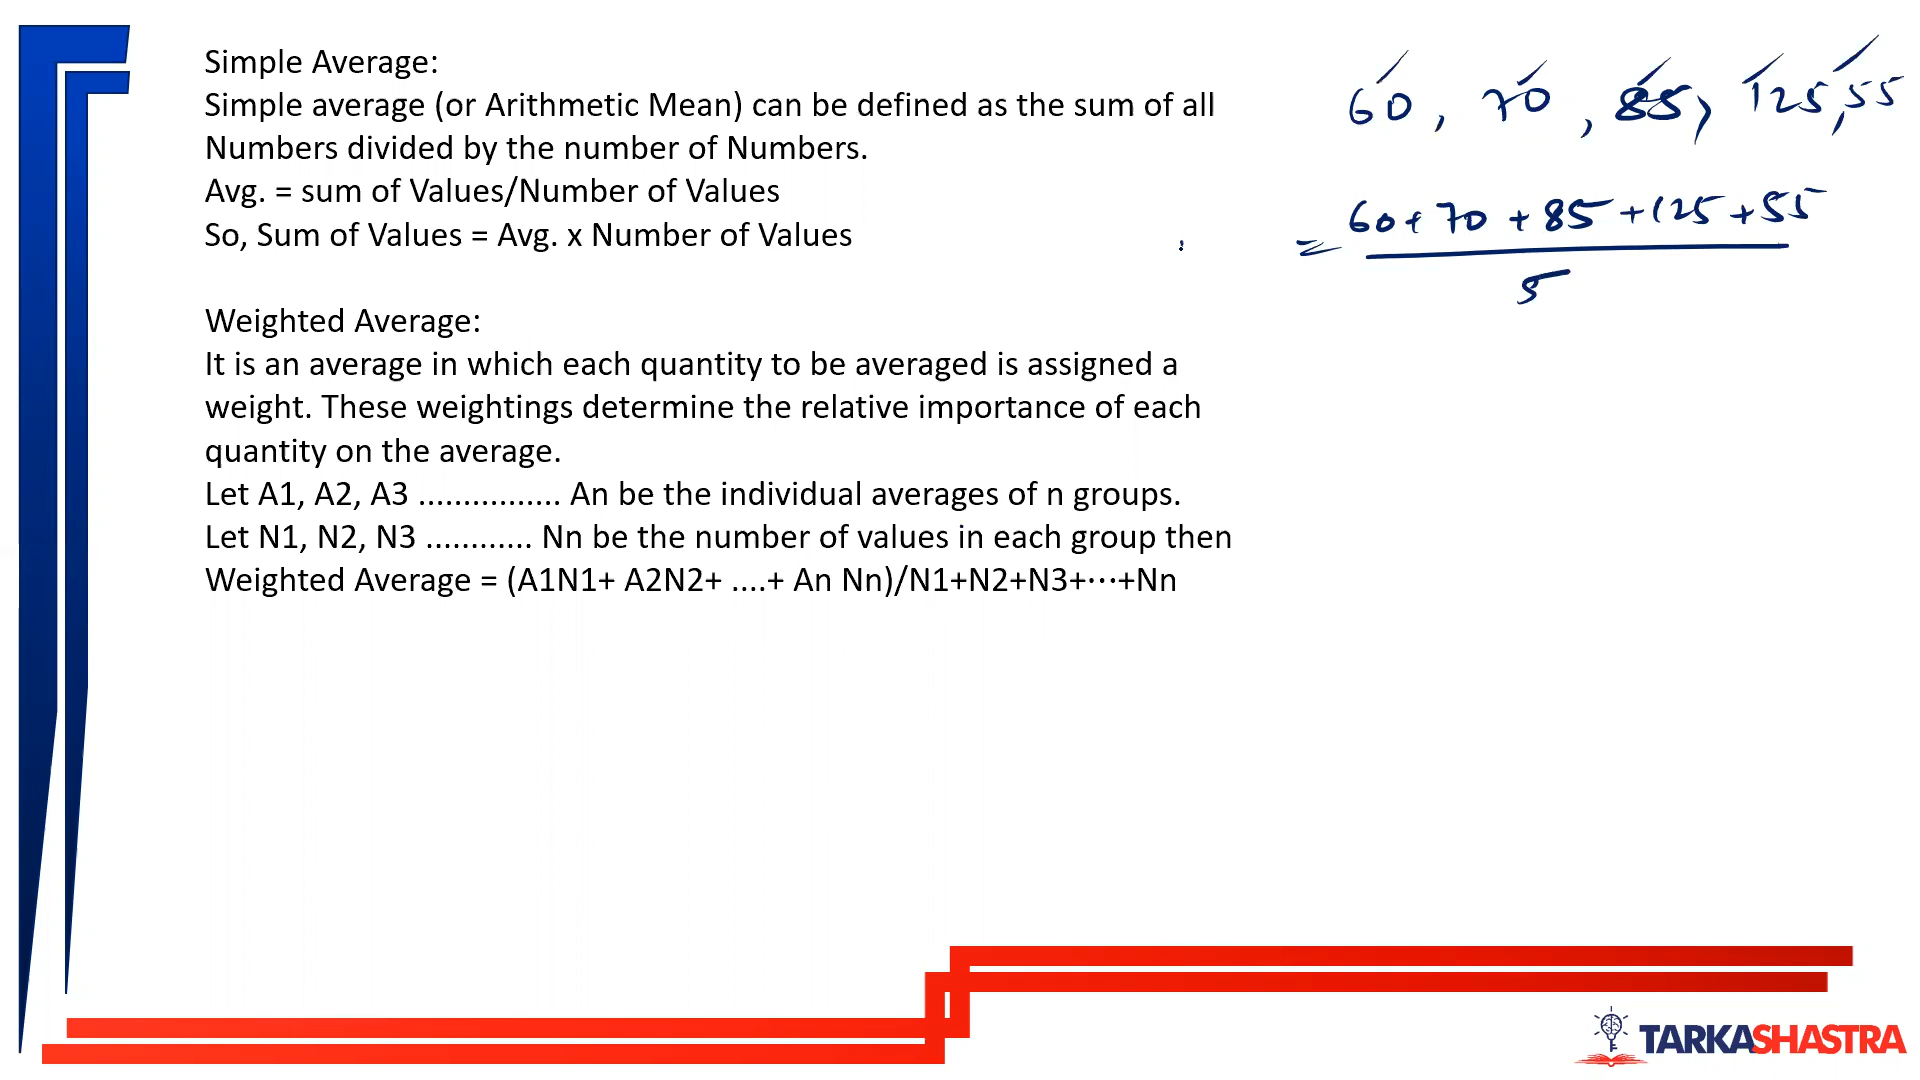 Simple Average:
Simple average (or Arithmetic Mean) can be defined as the sum of all
Numbers divided by the number of Numbers.
Avg. = sum of Values/Number of Values
So, Sum of Values = Avg. x Number of Values
60, 70, 85, 125, 55
= 60+70+85+125+55
5
Weighted Average:
It is an average in which each quantity to be averaged is assigned a
weight. These weightings determine the relative importance of each
quantity on the average.
Let A1, A2, A3 ................ An be the individual averages of n groups.
Let N1, N2, N3 ............ Nn be the number of values in each group then
Weighted Average = (A1N1+ A2N2+ ....+ An Nn)/N1+N2+N3+⋯+Nn
TARKASHASTRA